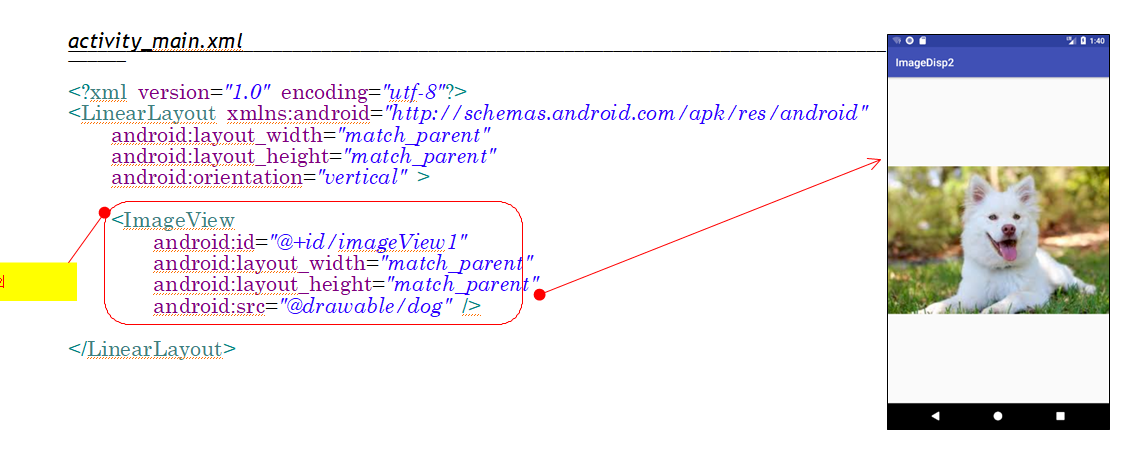 activity_main.xml
<?xml version="1.0" encoding="utf-8"?>
<LinearLayout xmlns:android="http://schemas.android.com/apk/res/android"
android:layout_width="match_parent"
android:layout_height="match_parent"
android:orientation="vertical" >
<ImageView
android:id="@+id/imageView1"
android:layout_width="match_parent"
android:layout_height="match_parent"
android:src="@drawable/dog" />
</LinearLayout>
1:40
ImageDisp2